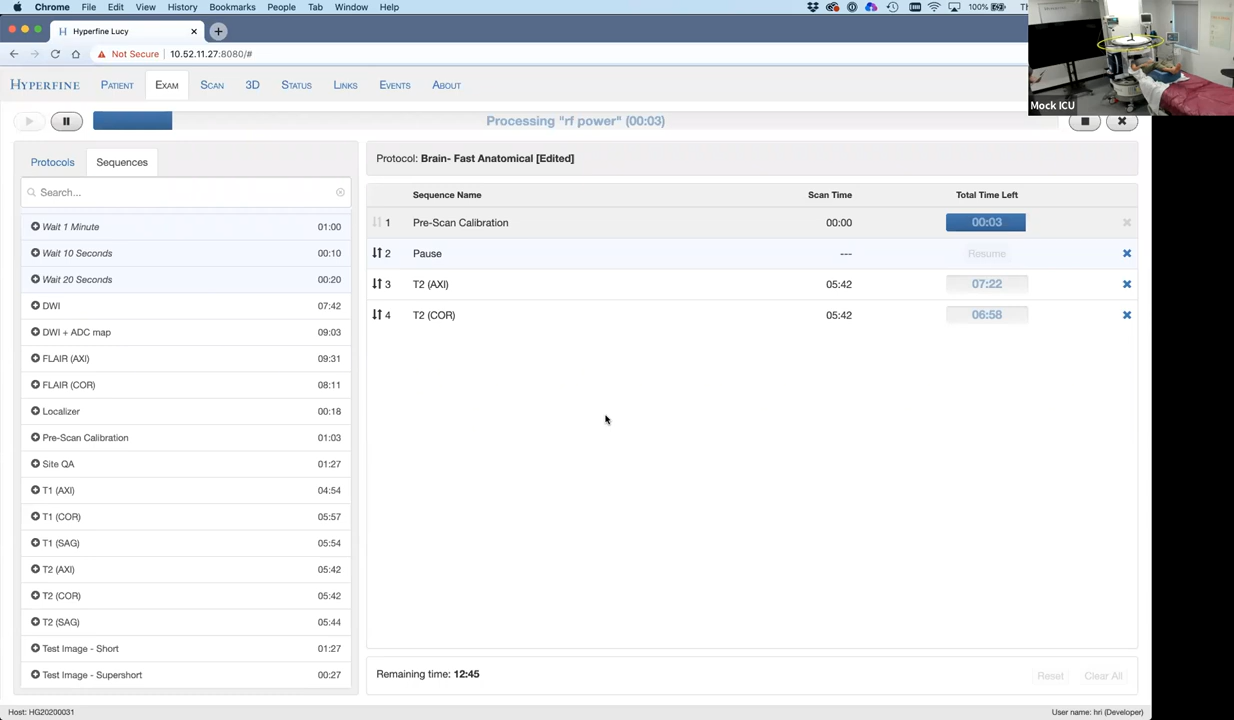 Chrome File Edit View History Bookmarks People Tab Window Help 100% Th
Hyperfine Lucy
Not Secure 10.52.11.27:8080/#
HYPERFINE PATIENT EXAM SCAN 3D STATUS LINKS EVENTS ABOUT
Mock ICU
Processing "rf power" (00:03)
Protocols Sequences
Search...
Wait 1 Minute 01:00
Wait 10 Seconds 00:10
Wait 20 Seconds 00:20
DWI 07:42
DWI + ADC map 09:03
FLAIR (AXI) 09:31
FLAIR (COR) 08:11
Localizer 00:18
Pre-Scan Calibration 01:03
Site QA 01:27
T1 (AXI) 04:54
T1 (COR) 05:57
T1 (SAG) 05:54
T2 (AXI) 05:42
T2 (COR) 05:42
T2 (SAG) 05:44
Test Image - Short 01:27
Test Image - Supershort 00:27
Protocol: Brain- Fast Anatomical [Edited]
Sequence Name Scan Time Total Time Left
1 Pre-Scan Calibration 00:00 00:03
2 Pause --- Resume
3 T2 (AXI) 05:42 07:22
4 T2 (COR) 05:42 06:58
Remaining time: 12:45 Reset Clear All
Host: HG20200031 User name: hri (Developer)